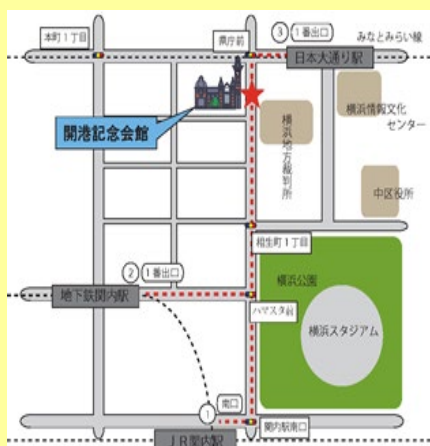 ③ 1番出口
みなとみらい線
本町1丁目
県庁前
日本大通り駅
開港記念会館
横浜地方裁判所
横浜情報文化
センター
中区役所
相生町1丁目
② 1番出口
地下鉄関内駅
横浜公園
ハマスタ前
横浜スタジアム
① 南口
関内駅南口
JR関内駅